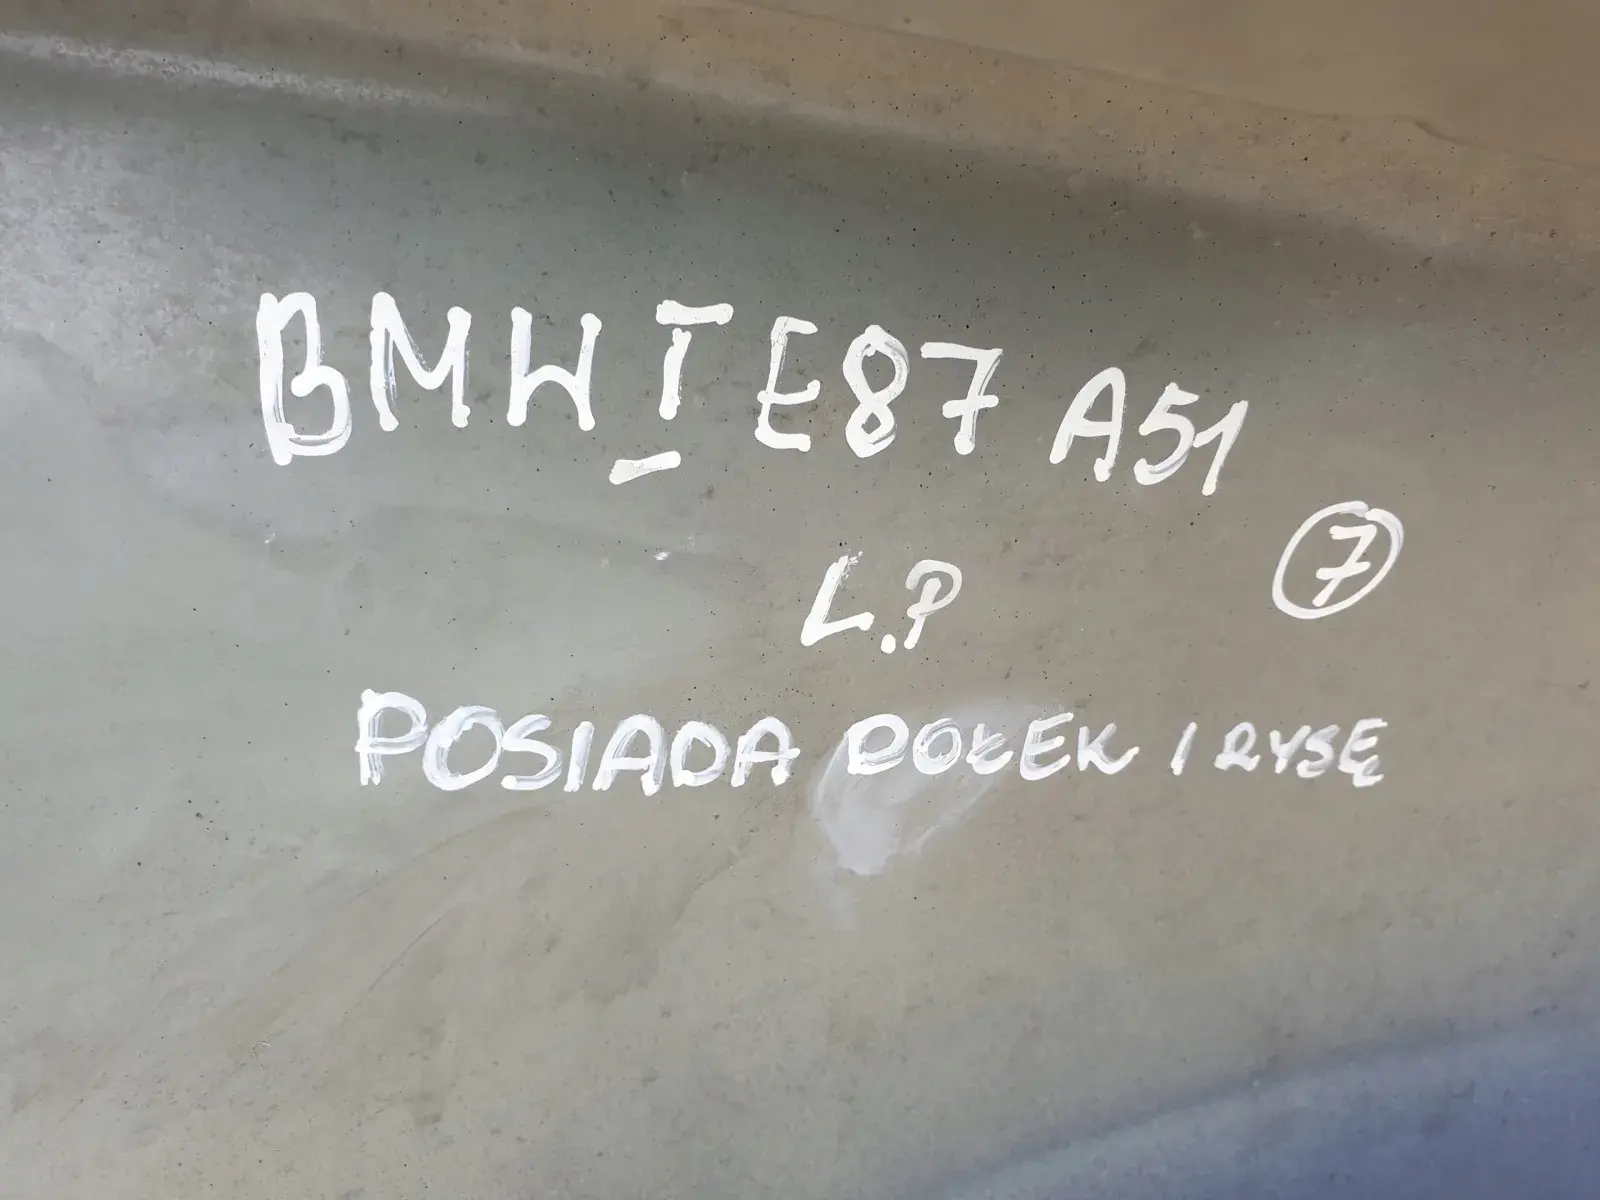 BMW I E87 A51
7
L.P
POSIADA DOŁEK I RYSĘ